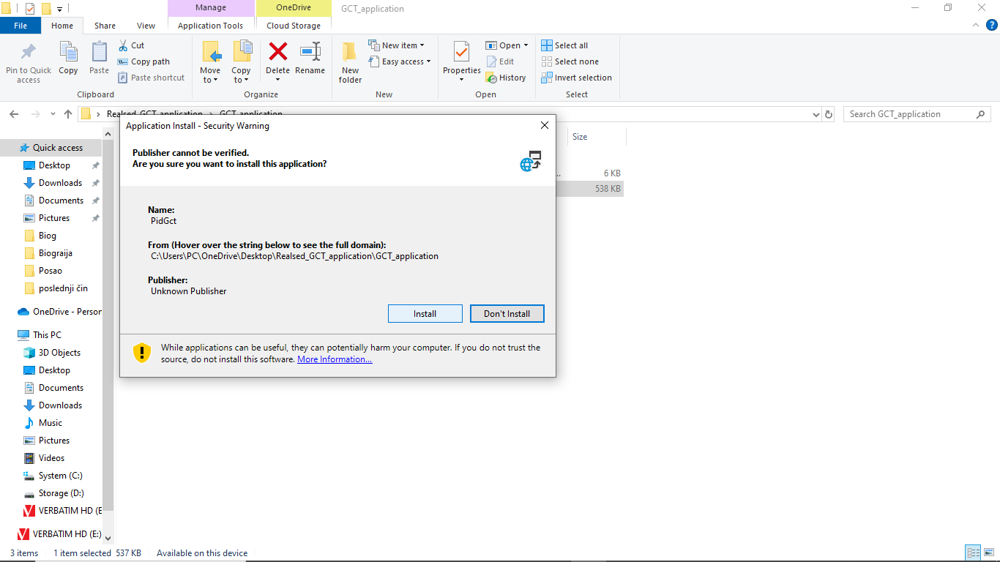 Manage
OneDrive
GCT_application
File
Home
Share
View
Application Tools
Cloud Storage
Pin to Quick
access
Copy
Paste
Cut
Copy path
Paste shortcut
Clipboard
Move
to
Copy
to
Delete
Rename
Organize
New
folder
New item
Easy access
New
Properties
Open
Edit
History
Open
Select all
Select none
Invert selection
Select
Realsed_GCT_application > GCT_application
Search GCT_application
Size
6 KB
538 KB
Quick access
Desktop
Downloads
Documents
Pictures
Biog
Biograija
Posao
poslednji čin
OneDrive - Person
This PC
3D Objects
Desktop
Documents
Downloads
Music
Pictures
Videos
System (C:)
Storage (D:)
VERBATIM HD (E
VERBATIM HD (E:)
Application Install - Security Warning
Publisher cannot be verified.
Are you sure you want to install this application?
Name:
PidGct
From (Hover over the string below to see the full domain):
C:\Users\PC\OneDrive\Desktop\Realsed_GCT_application\GCT_application
Publisher:
Unknown Publisher
Install
Don't Install
While applications can be useful, they can potentially harm your computer. If you do not trust the
source, do not install this software. More Information...
3 items
1 item selected 537 KB
Available on this device